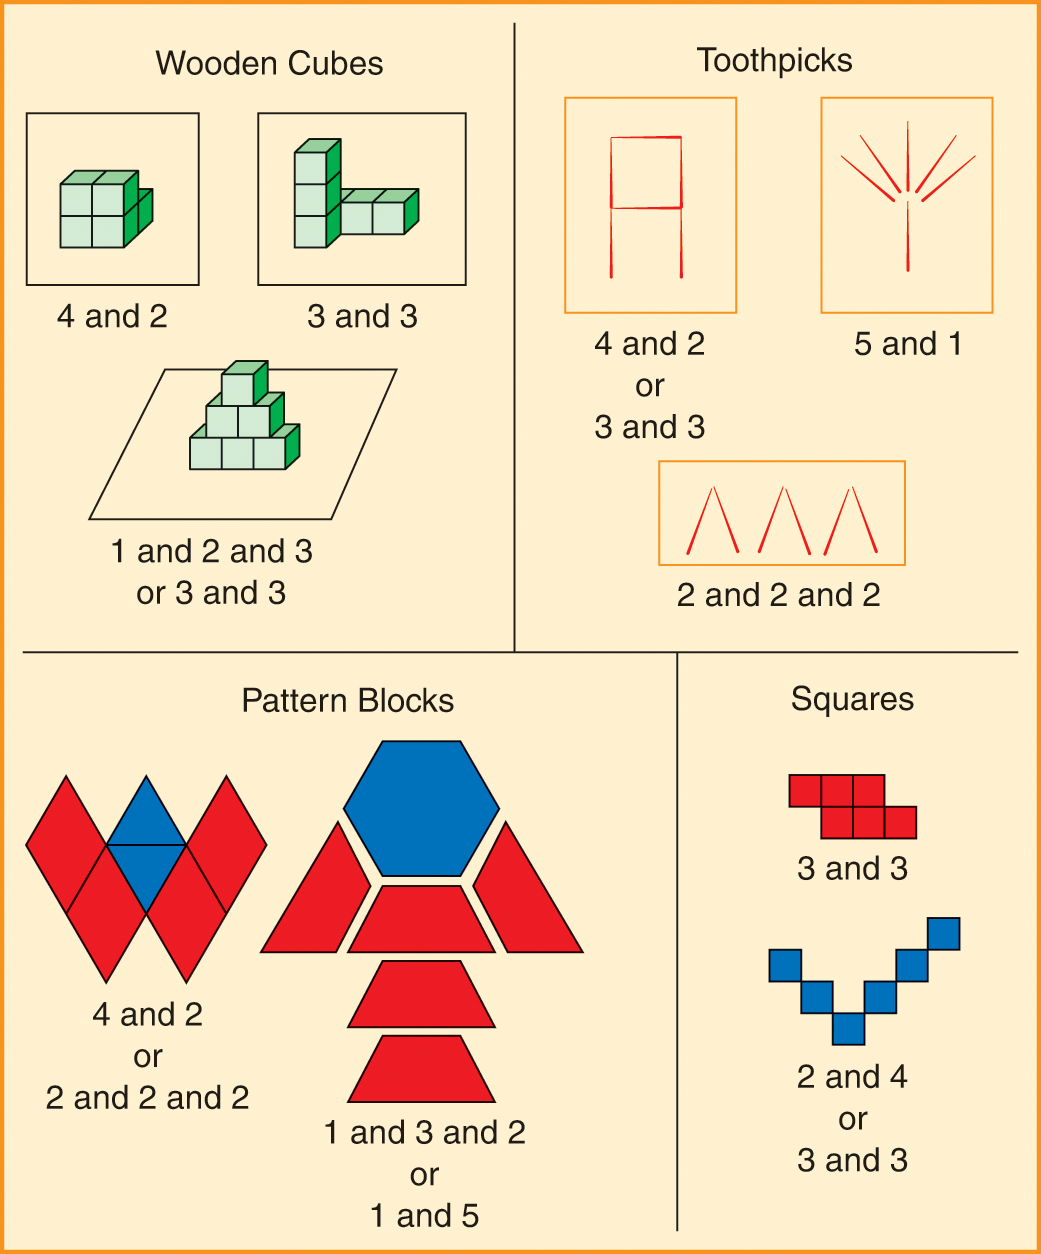 Wooden Cubes
4 and 2
3 and 3
1 and 2 and 3
or 3 and 3
Toothpicks
4 and 2
or
3 and 3
5 and 1
2 and 2 and 2
Pattern Blocks
4 and 2
or
2 and 2 and 2
1 and 3 and 2
or
1 and 5
Squares
3 and 3
2 and 4
or
3 and 3